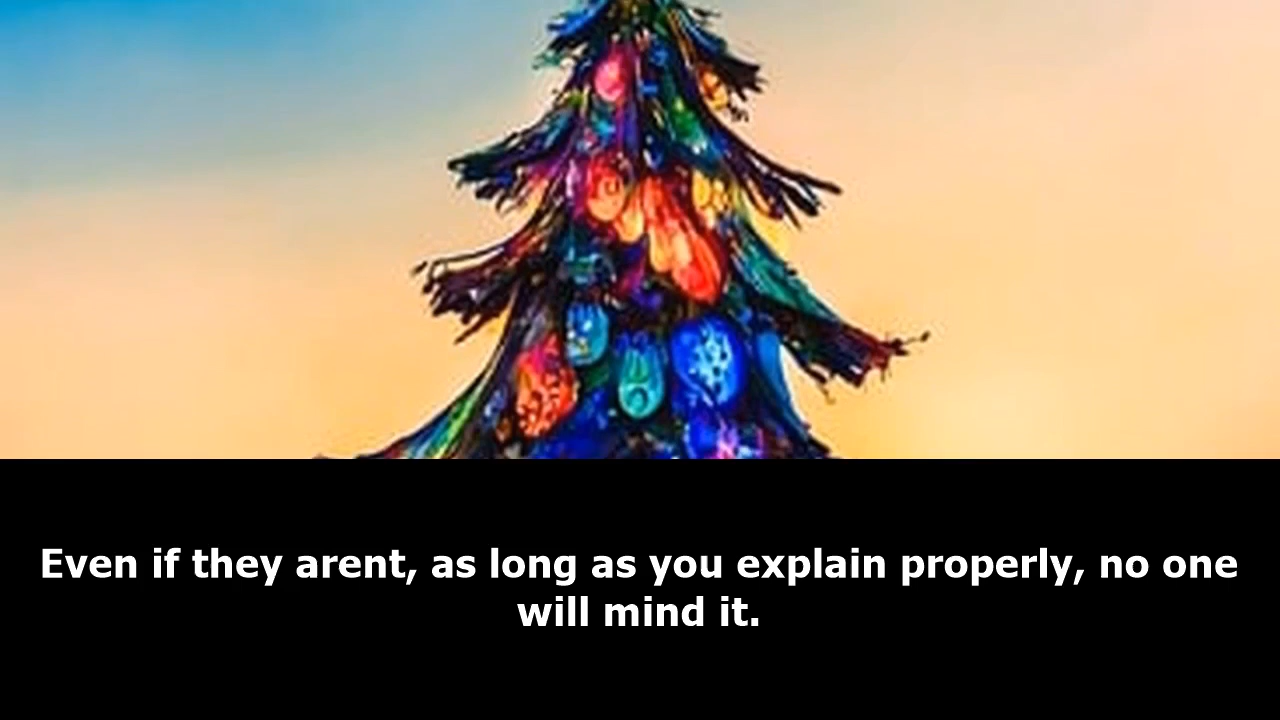 Even if they arent, as long as you explain properly, no one
will mind it.